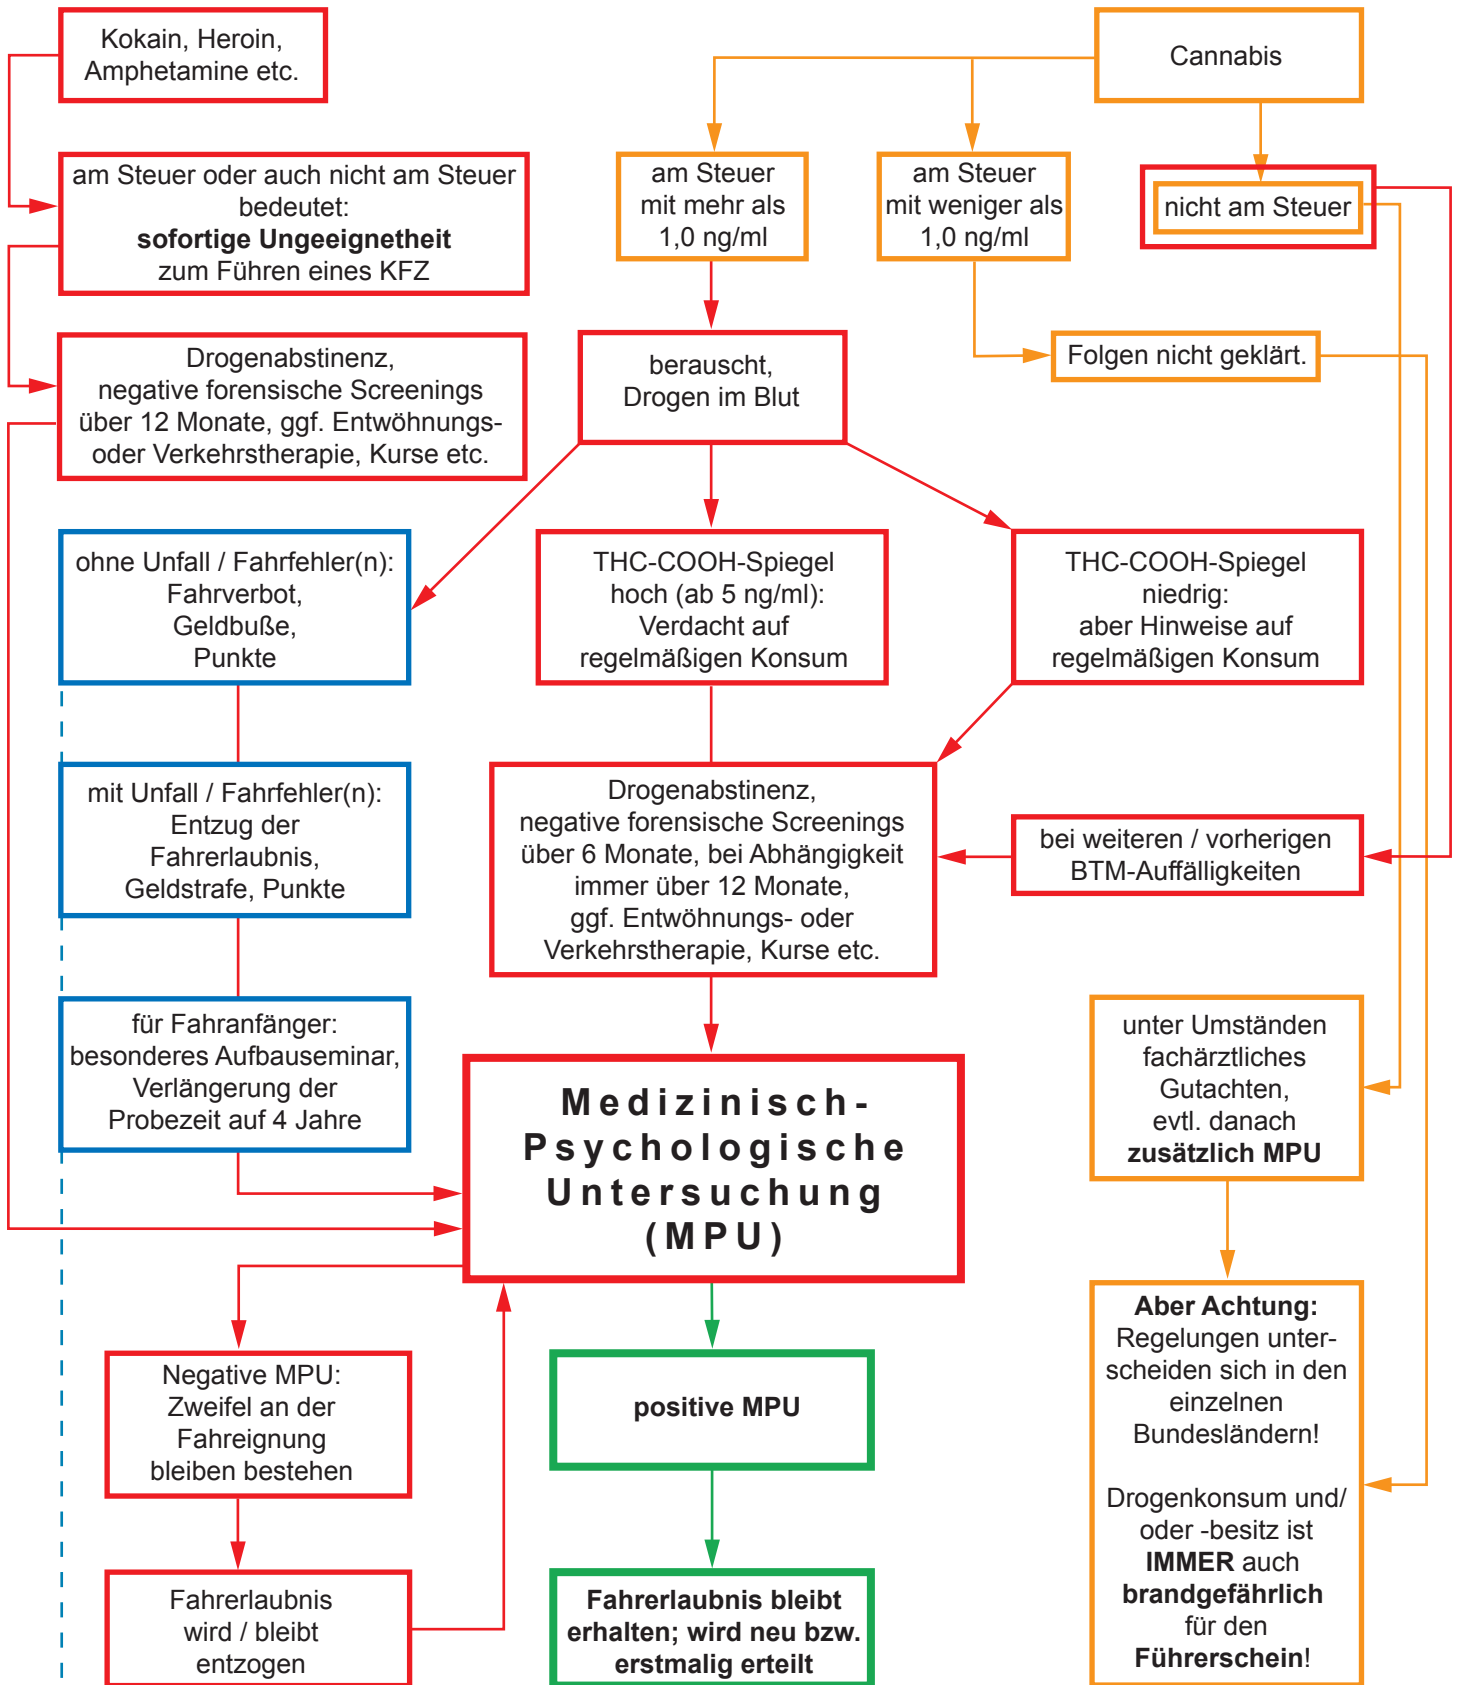 Kokain, Heroin,
Amphetamine etc.
Cannabis
am Steuer oder auch nicht am Steuer
bedeutet:
sofortige Ungeeignetheit
zum Führen eines KFZ
am Steuer
mit mehr als
1,0 ng/ml
am Steuer
mit weniger als
1,0 ng/ml
nicht am Steuer
Drogenabstinenz,
negative forensische Screenings
über 12 Monate, ggf. Entwöhnungs-
oder Verkehrstherapie, Kurse etc.
berauscht,
Drogen im Blut
Folgen nicht geklärt.
ohne Unfall / Fahrfehler(n):
Fahrverbot,
Geldbuße,
Punkte
THC-COOH-Spiegel
hoch (ab 5 ng/ml):
Verdacht auf
regelmäßigen Konsum
THC-COOH-Spiegel
niedrig:
aber Hinweise auf
regelmäßigen Konsum
mit Unfall / Fahrfehler(n):
Entzug der
Fahrerlaubnis,
Geldstrafe, Punkte
Drogenabstinenz,
negative forensische Screenings
über 6 Monate, bei Abhängigkeit
immer über 12 Monate,
ggf. Entwöhnungs- oder
Verkehrstherapie, Kurse etc.
bei weiteren / vorherigen
BTM-Auffälligkeiten
für Fahranfänger:
besonderes Aufbauseminar,
Verlängerung der
Probezeit auf 4 Jahre
Medizinisch-
Psychologische
Untersuchung
(MPU)
unter Umständen
fachärztliches
Gutachten,
evtl. danach
zusätzlich MPU
Negative MPU:
Zweifel an der
Fahreignung
bleiben bestehen
positive MPU
Aber Achtung:
Regelungen unter-
scheiden sich in den
einzelnen
Bundesländern!
Drogenkonsum und/
oder -besitz ist
IMMER auch
brandgefährlich
für den
Führerschein!
Fahrerlaubnis
wird / bleibt
entzogen
Fahrerlaubnis bleibt
erhalten; wird neu bzw.
erstmalig erteilt